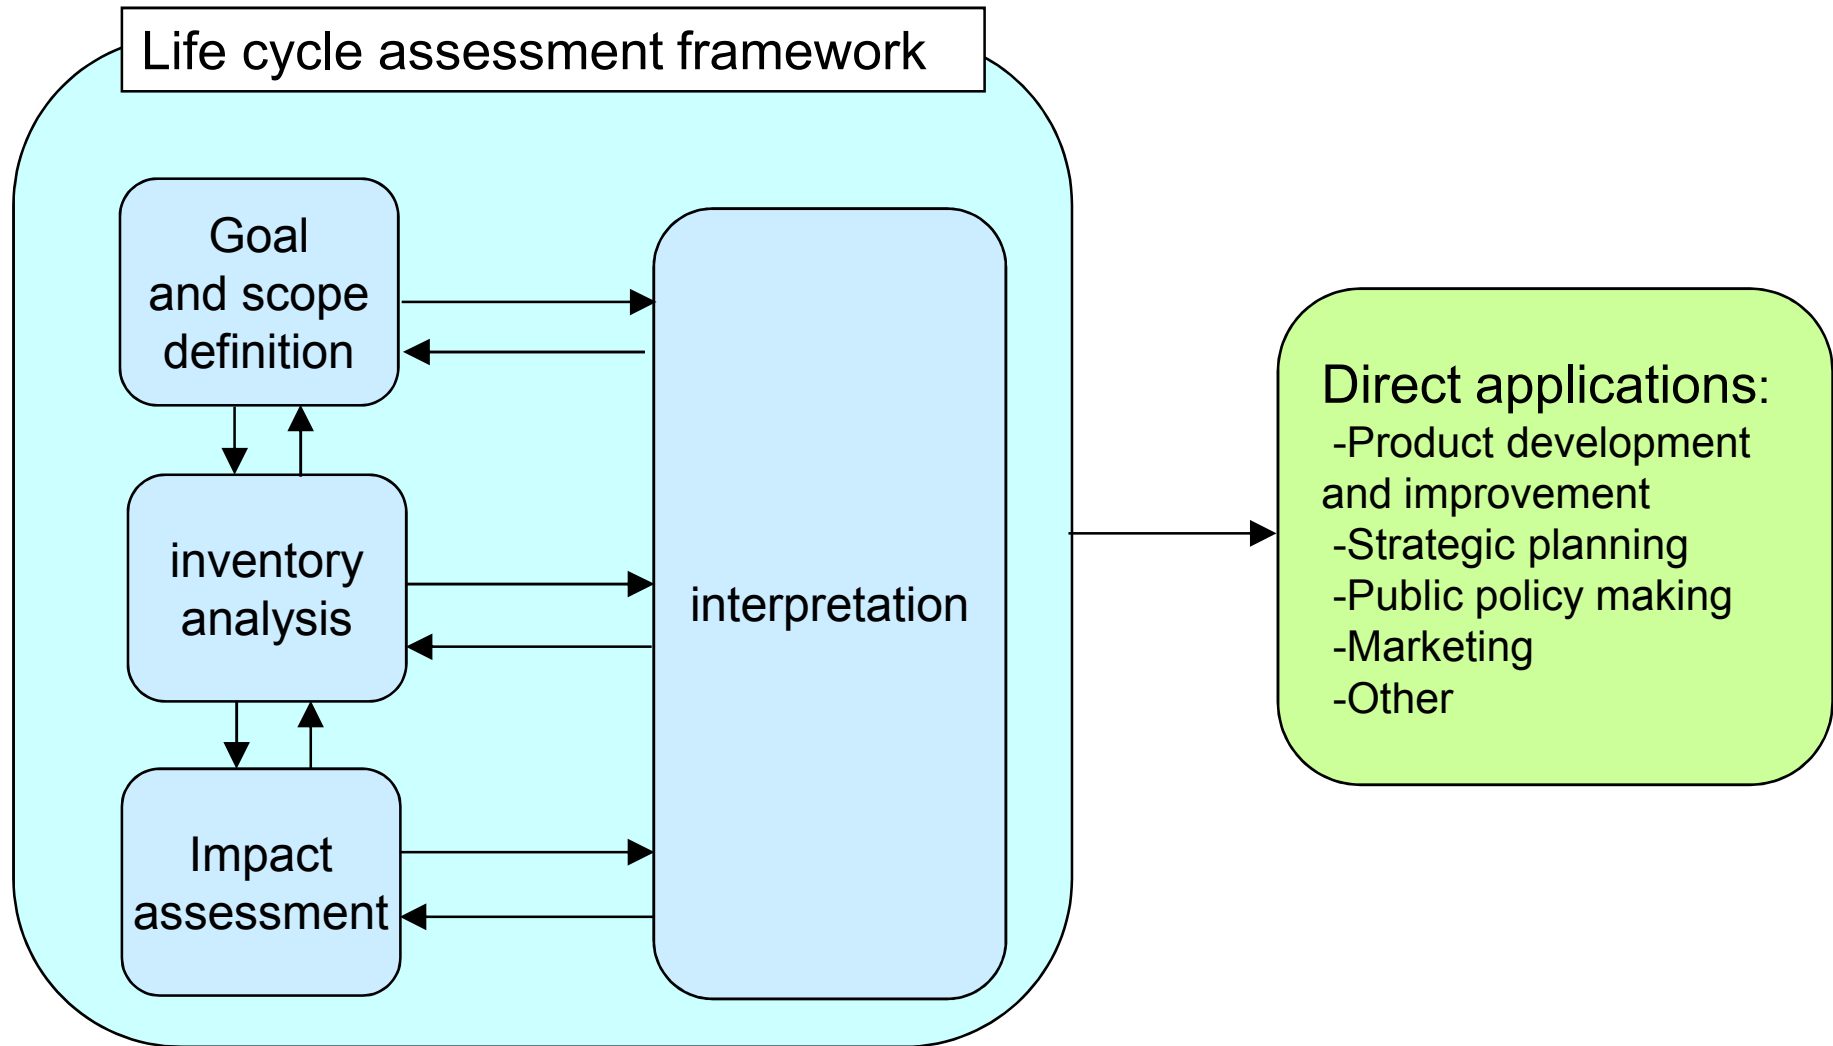 Life cycle assessment framework
Goal
and scope
definition
inventory
analysis
Impact
assessment
interpretation
Direct applications:
-Product development
and improvement
-Strategic planning
-Public policy making
-Marketing
-Other